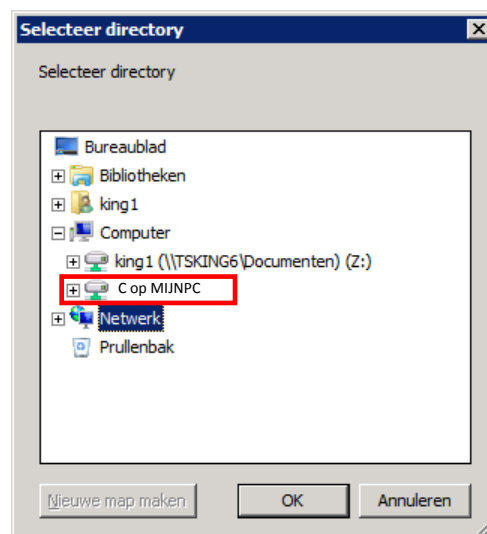 Selecteer directory
Selecteer directory
Bureaublad
Bibliotheken
king1
Computer
king1 (\\TSKING6\Documenten) (Z:)
C op MIJNPC
Netwerk
Prullenbak
Nieuwe map maken OK Annuleren